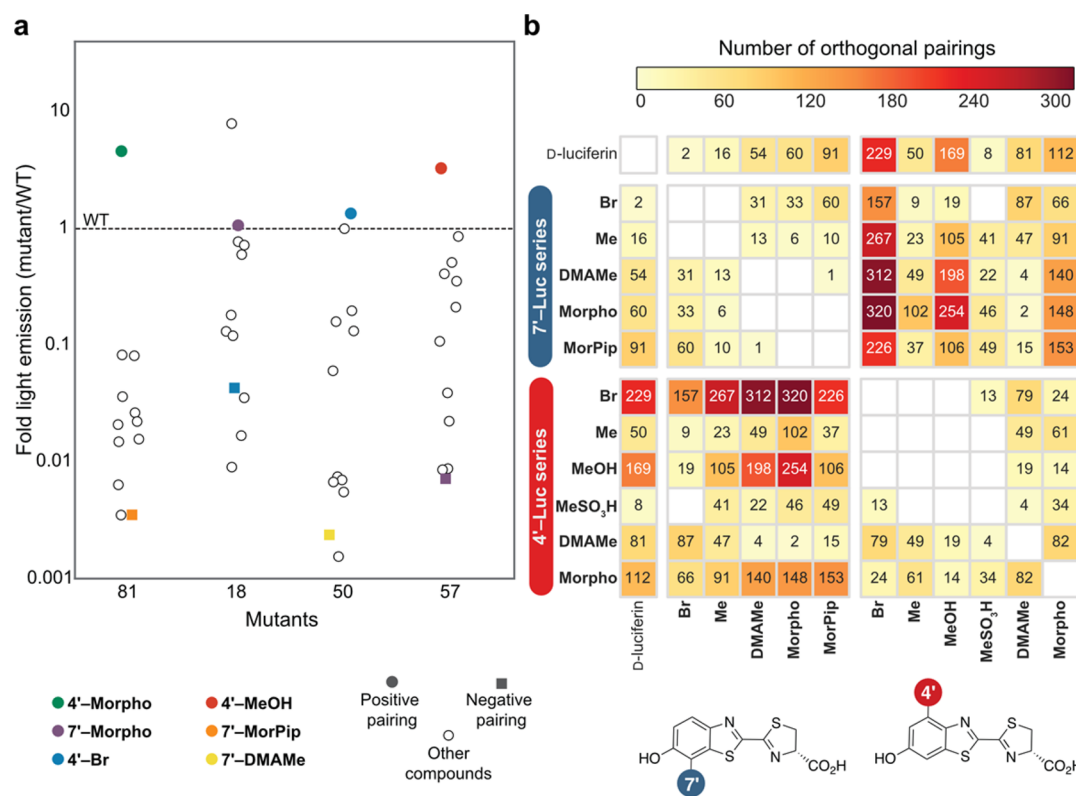 a
Fold light emission (mutant/WT)
10
1
0.1
0.01
0.001
WT
81 18 50 57
Mutants
4'–Morpho
7'–Morpho
4'–Br
4'–MeOH
7'–MorPip
7'–DMAMe
Positive
pairing
Negative
pairing
Other
compounds
b
Number of orthogonal pairings
0 60 120 180 240 300
D-luciferin 2 16 54 60 91 229 50 169 8 81 112
7'–Luc series
Br 2 31 33 60 157 9 19 87 66
Me 16 13 6 10 267 23 105 41 47 91
DMAMe 54 31 13 1 312 49 198 22 4 140
Morpho 60 33 6 320 102 254 46 2 148
MorPip 91 60 10 1 226 37 106 49 15 153
4'–Luc series
Br 229 157 267 312 320 226 13 79 24
Me 50 9 23 49 102 37 49 61
MeOH 169 19 105 198 254 106 19 14
MeSO3H 8 41 22 46 49 13 4 34
DMAMe 81 87 47 4 2 15 79 49 19 4 82
Morpho 112 66 91 140 148 153 24 61 14 34 82
D-luciferin Br Me DMAMe Morpho MorPip Br Me MeOH MeSO3H DMAMe Morpho
HO N S S N CO2H 7'
4' HO N S S N CO2H